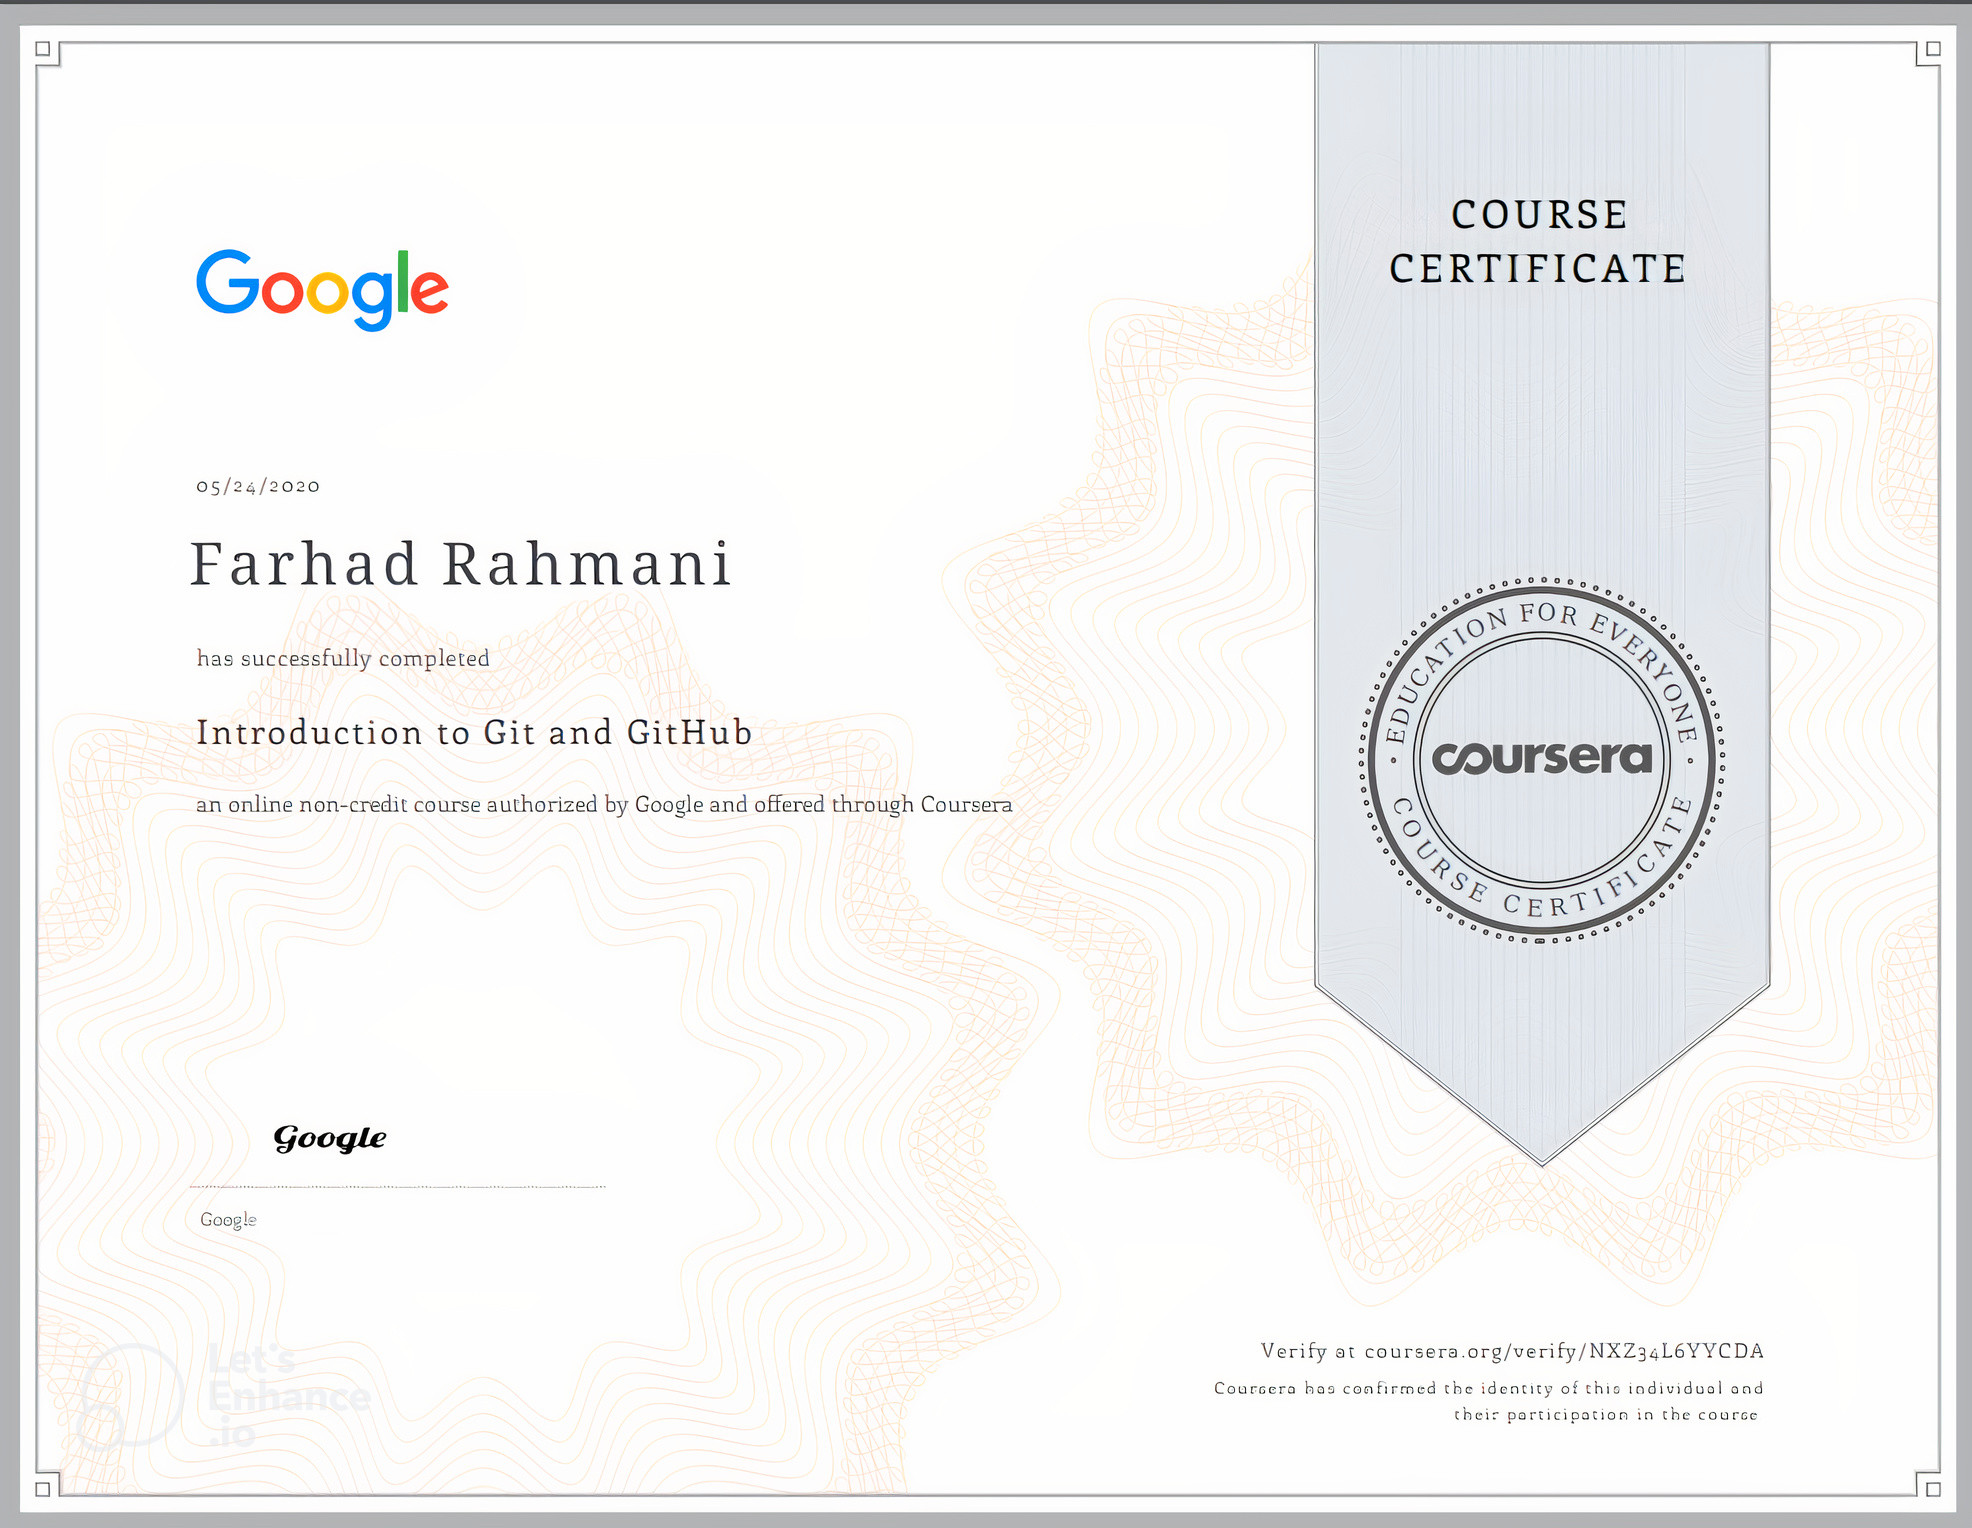 Google
COURSE
CERTIFICATE
05/24/2020
Farhad Rahmani
has successfully completed
Introduction to Git and GitHub
an online non-credit course authorized by Google and offered through Coursera
EDUCATION FOR EVERYONE
coursera
COURSE CERTIFICATE
Google
Google
Verify at coursera.org/verify/NXZ34L6YYCDA
Coursera has confirmed the identity of this individual and
their participation in the course
Let's
Enhance
.io